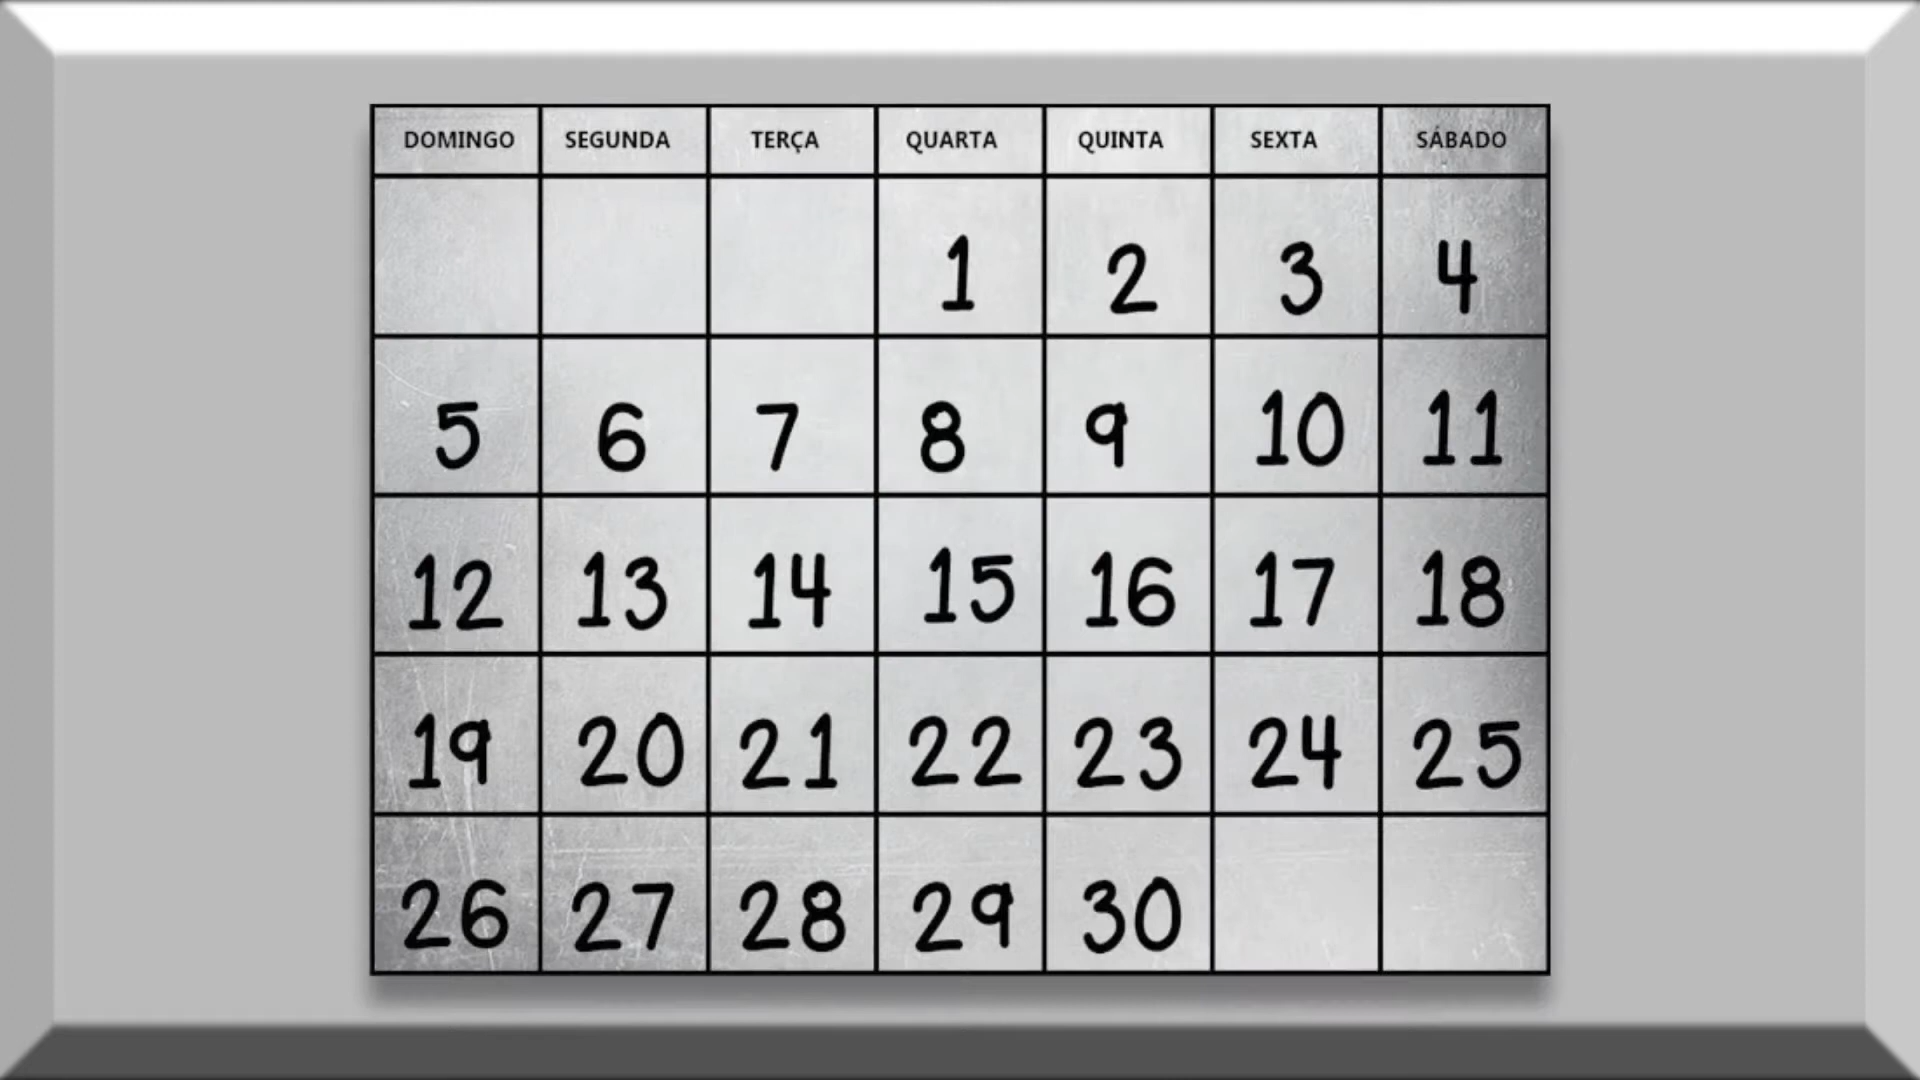 DOMINGO SEGUNDA TERÇA QUARTA QUINTA SEXTA SÁBADO
1 2 3 4
5 6 7 8 9 10 11
12 13 14 15 16 17 18
19 20 21 22 23 24 25
26 27 28 29 30